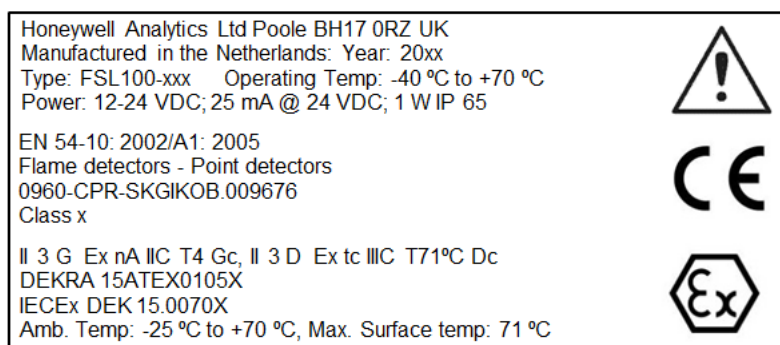 Honeywell Analytics Ltd Poole BH17 0RZ UK
Manufactured in the Netherlands: Year: 20xx
Type: FSL100-xxx Operating Temp: -40 ºC to +70 ºC
Power: 12-24 VDC; 25 mA @ 24 VDC; 1 W IP 65
EN 54-10: 2002/A1: 2005
Flame detectors - Point detectors
0960-CPR-SKGIKOB.009676
Class x
II 3 G Ex nA IIC T4 Gc, II 3 D Ex tc IIIC T71ºC Dc
DEKRA 15ATEX0105X
IECEx DEK 15.0070X
Amb. Temp: -25 ºC to +70 ºC, Max. Surface temp: 71 ºC
!
CE
Ex